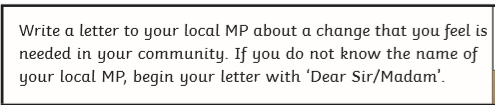 Write a letter to your local MP about a change that you feel is
needed in your community. If you do not know the name of
your local MP, begin your letter with ‘Dear Sir/Madam’.